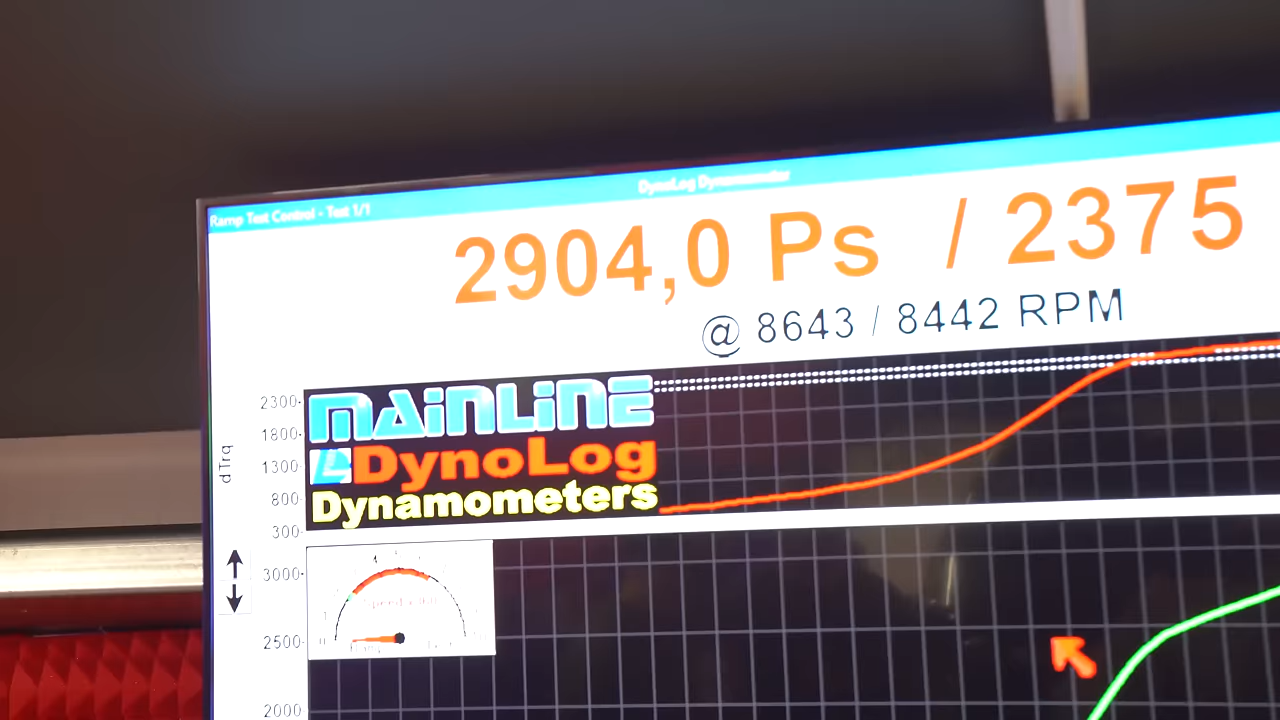 DynoLog Dynamometer
Ramp Test Control - Test 1/1
2904,0 Ps / 2375
@ 8643 / 8442 RPM
MAINLINE
DynoLog
Dynamometers
dTrq
2300
1800
1300
800
300
3000
2500
2000